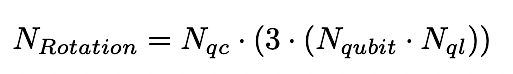 N_{Rotation} = N_{qc} · (3 · (N_{qubit} · N_{ql}))